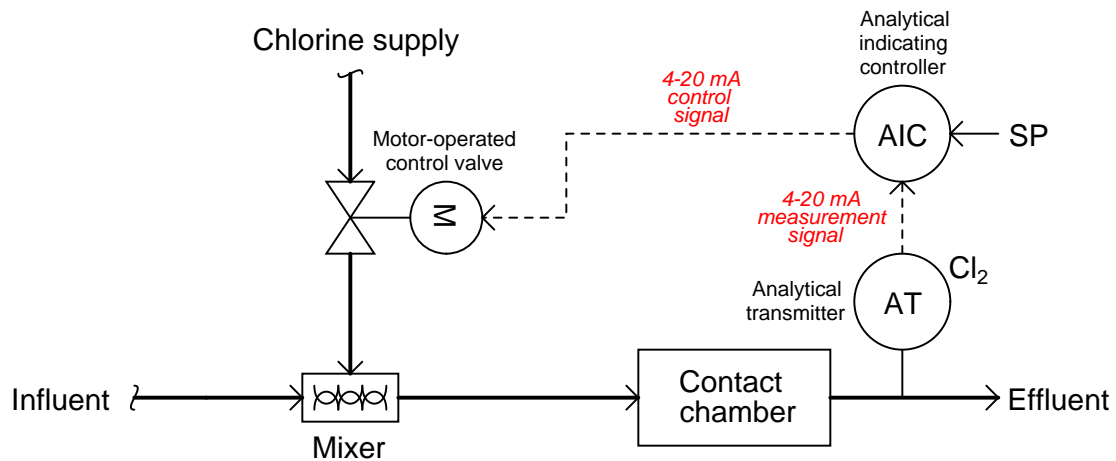 Chlorine supply
Analytical
indicating
controller
4-20 mA
control
signal
AIC
SP
Motor-operated
control valve
M
4-20 mA
measurement
signal
Cl₂
Analytical
transmitter
AT
Influent
Mixer
Contact
chamber
Effluent